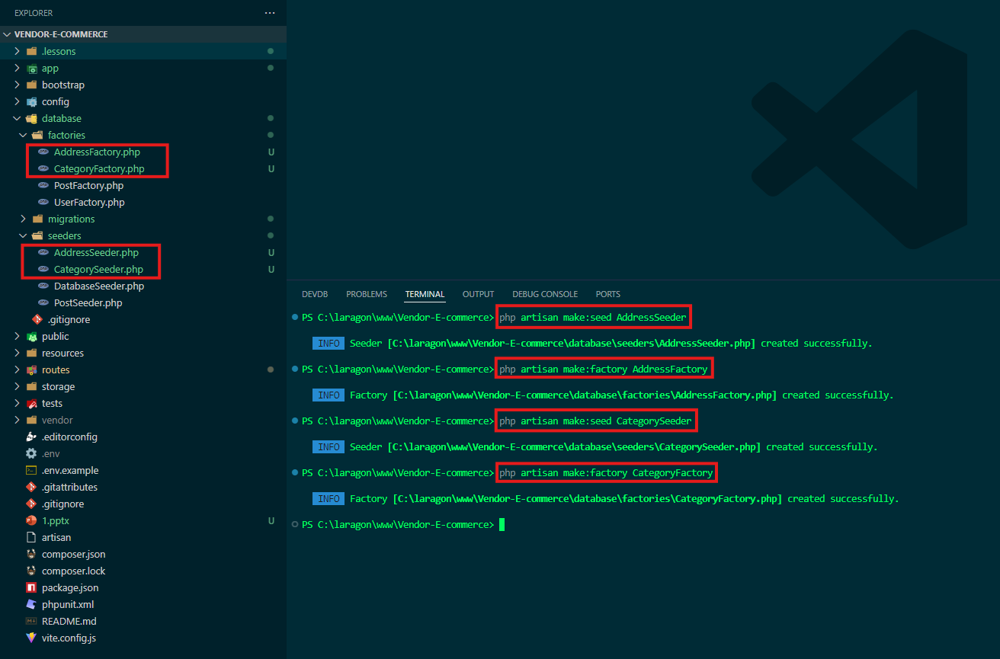 EXPLORER
VENDOR-E-COMMERCE
.lessons
app
bootstrap
config
database
factories
AddressFactory.php U
CategoryFactory.php U
PostFactory.php
UserFactory.php
migrations
seeders
AddressSeeder.php U
CategorySeeder.php U
DatabaseSeeder.php
PostSeeder.php
.gitignore
public
resources
routes
storage
tests
vendor
.editorconfig
.env
.env.example
.gitattributes
.gitignore
1.pptx U
artisan
composer.json
composer.lock
package.json
phpunit.xml
README.md
vite.config.js
DEVDB PROBLEMS TERMINAL OUTPUT DEBUG CONSOLE PORTS
PS C:\laragon\www\Vendor-E-commerce> php artisan make:seed AddressSeeder
INFO Seeder [C:\laragon\www\Vendor-E-commerce\database\seeders\AddressSeeder.php] created successfully.
PS C:\laragon\www\Vendor-E-commerce> php artisan make:factory AddressFactory
INFO Factory [C:\laragon\www\Vendor-E-commerce\database\factories\AddressFactory.php] created successfully.
PS C:\laragon\www\Vendor-E-commerce> php artisan make:seed CategorySeeder
INFO Seeder [C:\laragon\www\Vendor-E-commerce\database\seeders\CategorySeeder.php] created successfully.
PS C:\laragon\www\Vendor-E-commerce> php artisan make:factory CategoryFactory
INFO Factory [C:\laragon\www\Vendor-E-commerce\database\factories\CategoryFactory.php] created successfully.
PS C:\laragon\www\Vendor-E-commerce>